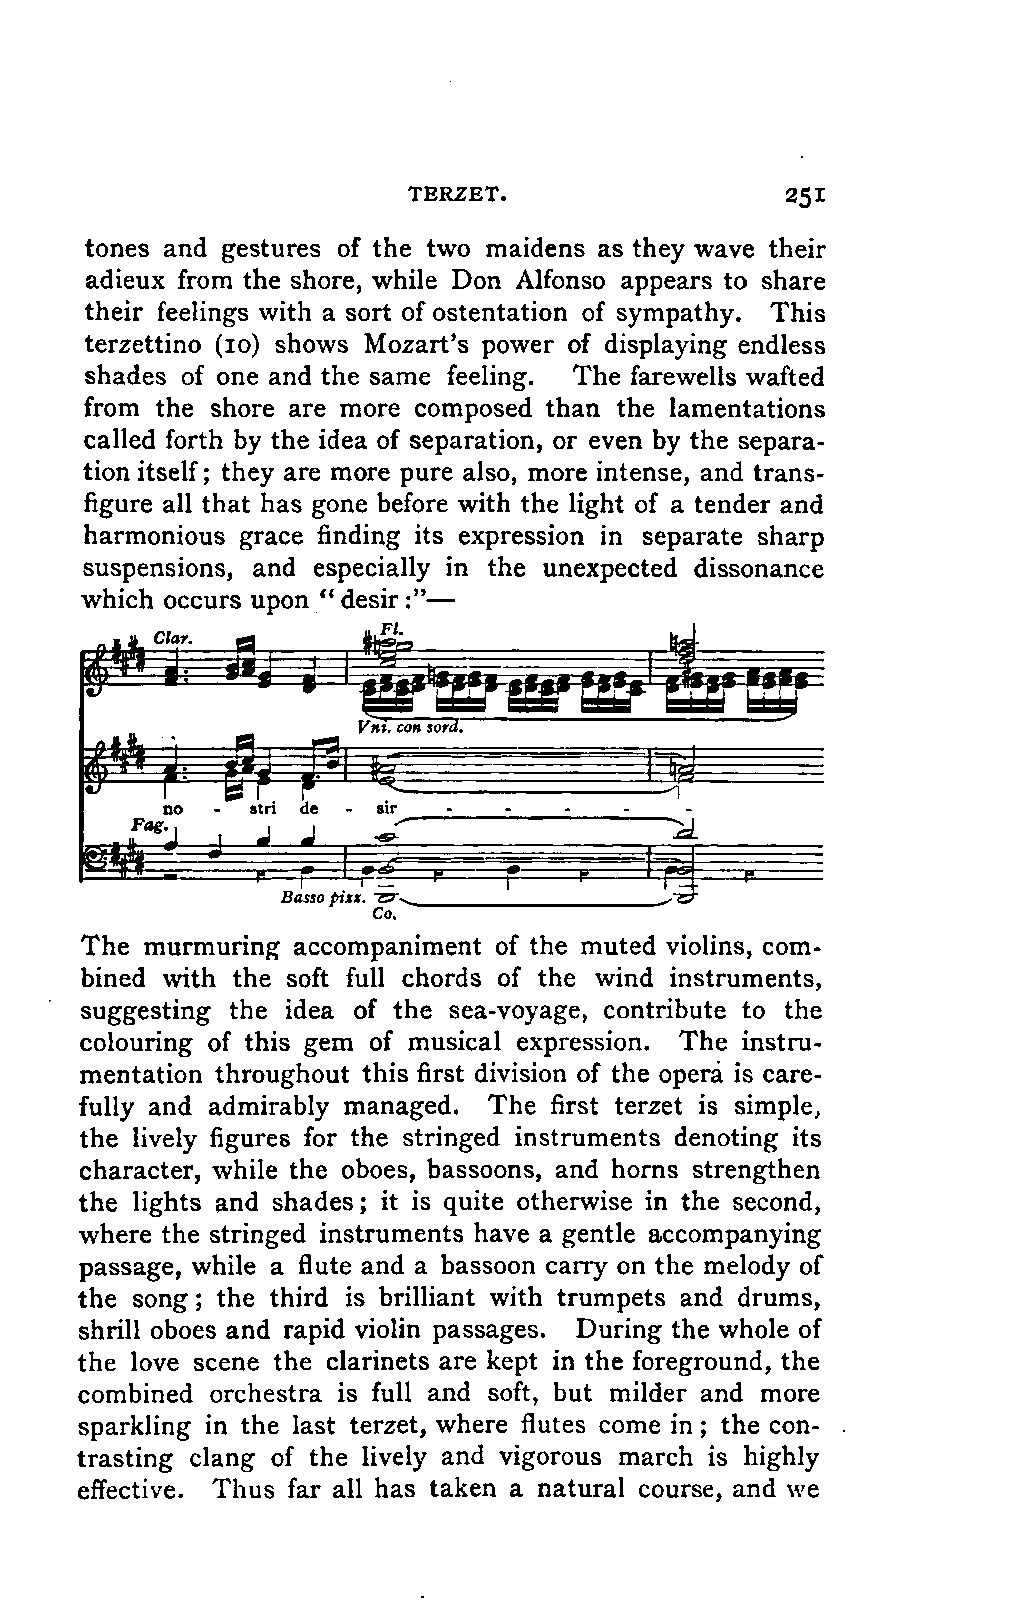 TERZET. 251
tones and gestures of the two maidens as they wave their
adieux from the shore, while Don Alfonso appears to share
their feelings with a sort of ostentation of sympathy. This
terzettino (10) shows Mozart's power of displaying endless
shades of one and the same feeling. The farewells wafted
from the shore are more composed than the lamentations
called forth by the idea of separation, or even by the separa-
tion itself; they are more pure also, more intense, and trans-
figure all that has gone before with the light of a tender and
harmonious grace finding its expression in separate sharp
suspensions, and especially in the unexpected dissonance
which occurs upon "desir:"—
Clar. Fl.
Vni. con sord.
no - stri de - sir - - - - -
Fag.
Basso pizz.
Co.
The murmuring accompaniment of the muted violins, com-
bined with the soft full chords of the wind instruments,
suggesting the idea of the sea-voyage, contribute to the
colouring of this gem of musical expression. The instru-
mentation throughout this first division of the opera is care-
fully and admirably managed. The first terzet is simple,
the lively figures for the stringed instruments denoting its
character, while the oboes, bassoons, and horns strengthen
the lights and shades; it is quite otherwise in the second,
where the stringed instruments have a gentle accompanying
passage, while a flute and a bassoon carry on the melody of
the song; the third is brilliant with trumpets and drums,
shrill oboes and rapid violin passages. During the whole of
the love scene the clarinets are kept in the foreground, the
combined orchestra is full and soft, but milder and more
sparkling in the last terzet, where flutes come in; the con-
trasting clang of the lively and vigorous march is highly
effective. Thus far all has taken a natural course, and we